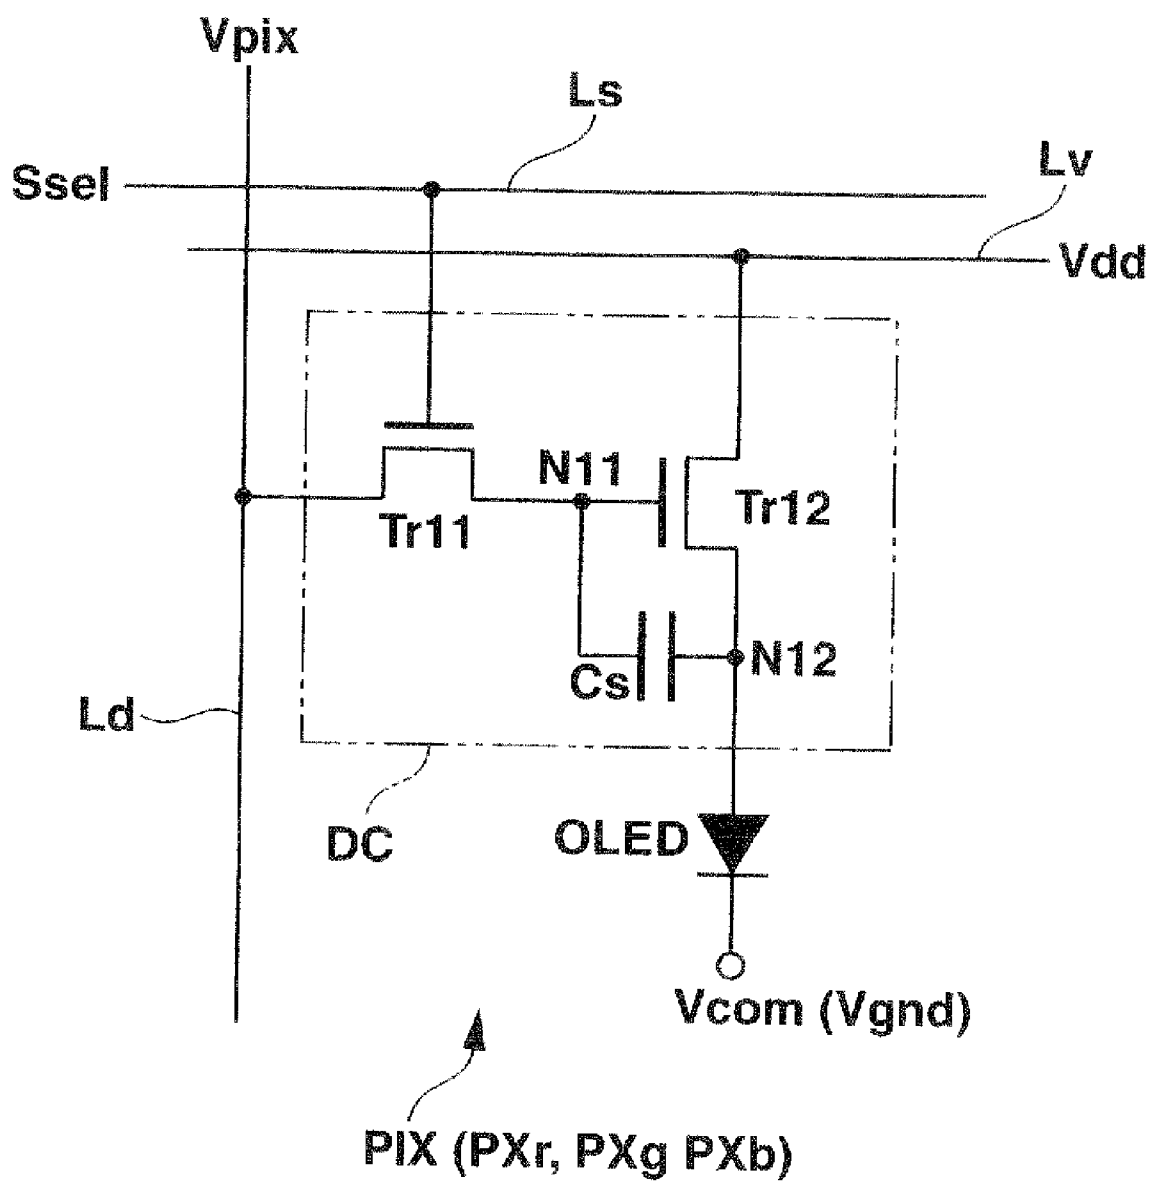 Vpix
Ls
Lv
Ssel
Vdd
N11
Tr12
Tr11
N12
Cs
Ld
OLED
DC
Vcom (Vgnd)
PIX (PXr, PXg PXb)